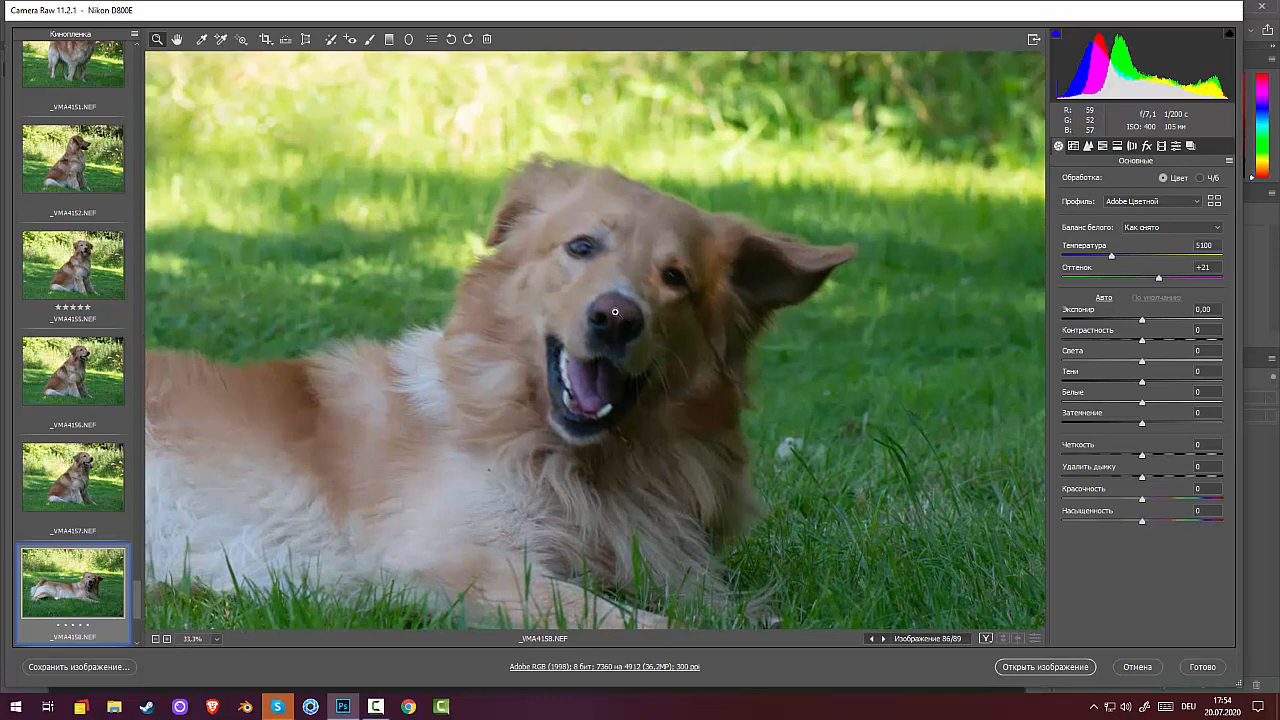 Camera Raw 11.2.1 - Nikon D800E
Кинопленка
_VMA4151.NEF
_VMA4152.NEF
_VMA4155.NEF
_VMA4156.NEF
_VMA4157.NEF
_VMA4158.NEF
R: 59
G: 52
B: 57
f/7,1 1/200 с
ISO: 400 105 мм
Основные
Обработка: Цвет Ч/б
Профиль: Adobe Цветной
Баланс белого: Как снято
Температура 5100
Оттенок +21
Авто По умолчанию
Экспонир 0,00
Контрастность 0
Света 0
Тени 0
Белые 0
Затемнение 0
Четкость 0
Удалить дымку 0
Красочность 0
Насыщенность 0
33,3% _VMA4158.NEF Изображение 86/89 Y
Сохранить изображение... Adobe RGB (1998); 8 бит; 7360 на 4912 (36,2MP); 300 ppi Открыть изображение Отмена Готово
DEU
17:54
20.07.2020